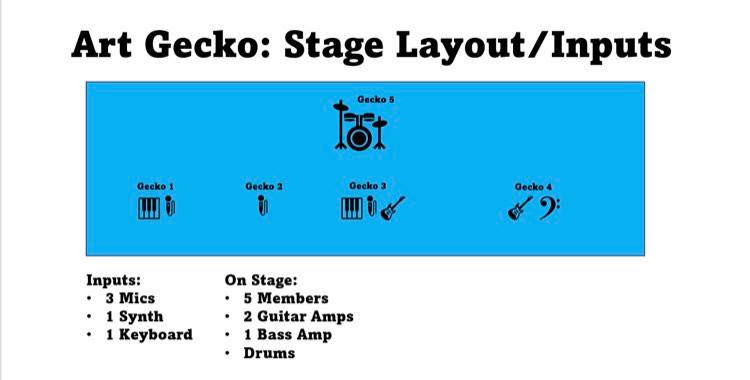 Art Gecko: Stage Layout/Inputs
Gecko 5
Gecko 1
Gecko 2
Gecko 3
Gecko 4
Inputs:
• 3 Mics
• 1 Synth
• 1 Keyboard
On Stage:
• 5 Members
• 2 Guitar Amps
• 1 Bass Amp
• Drums